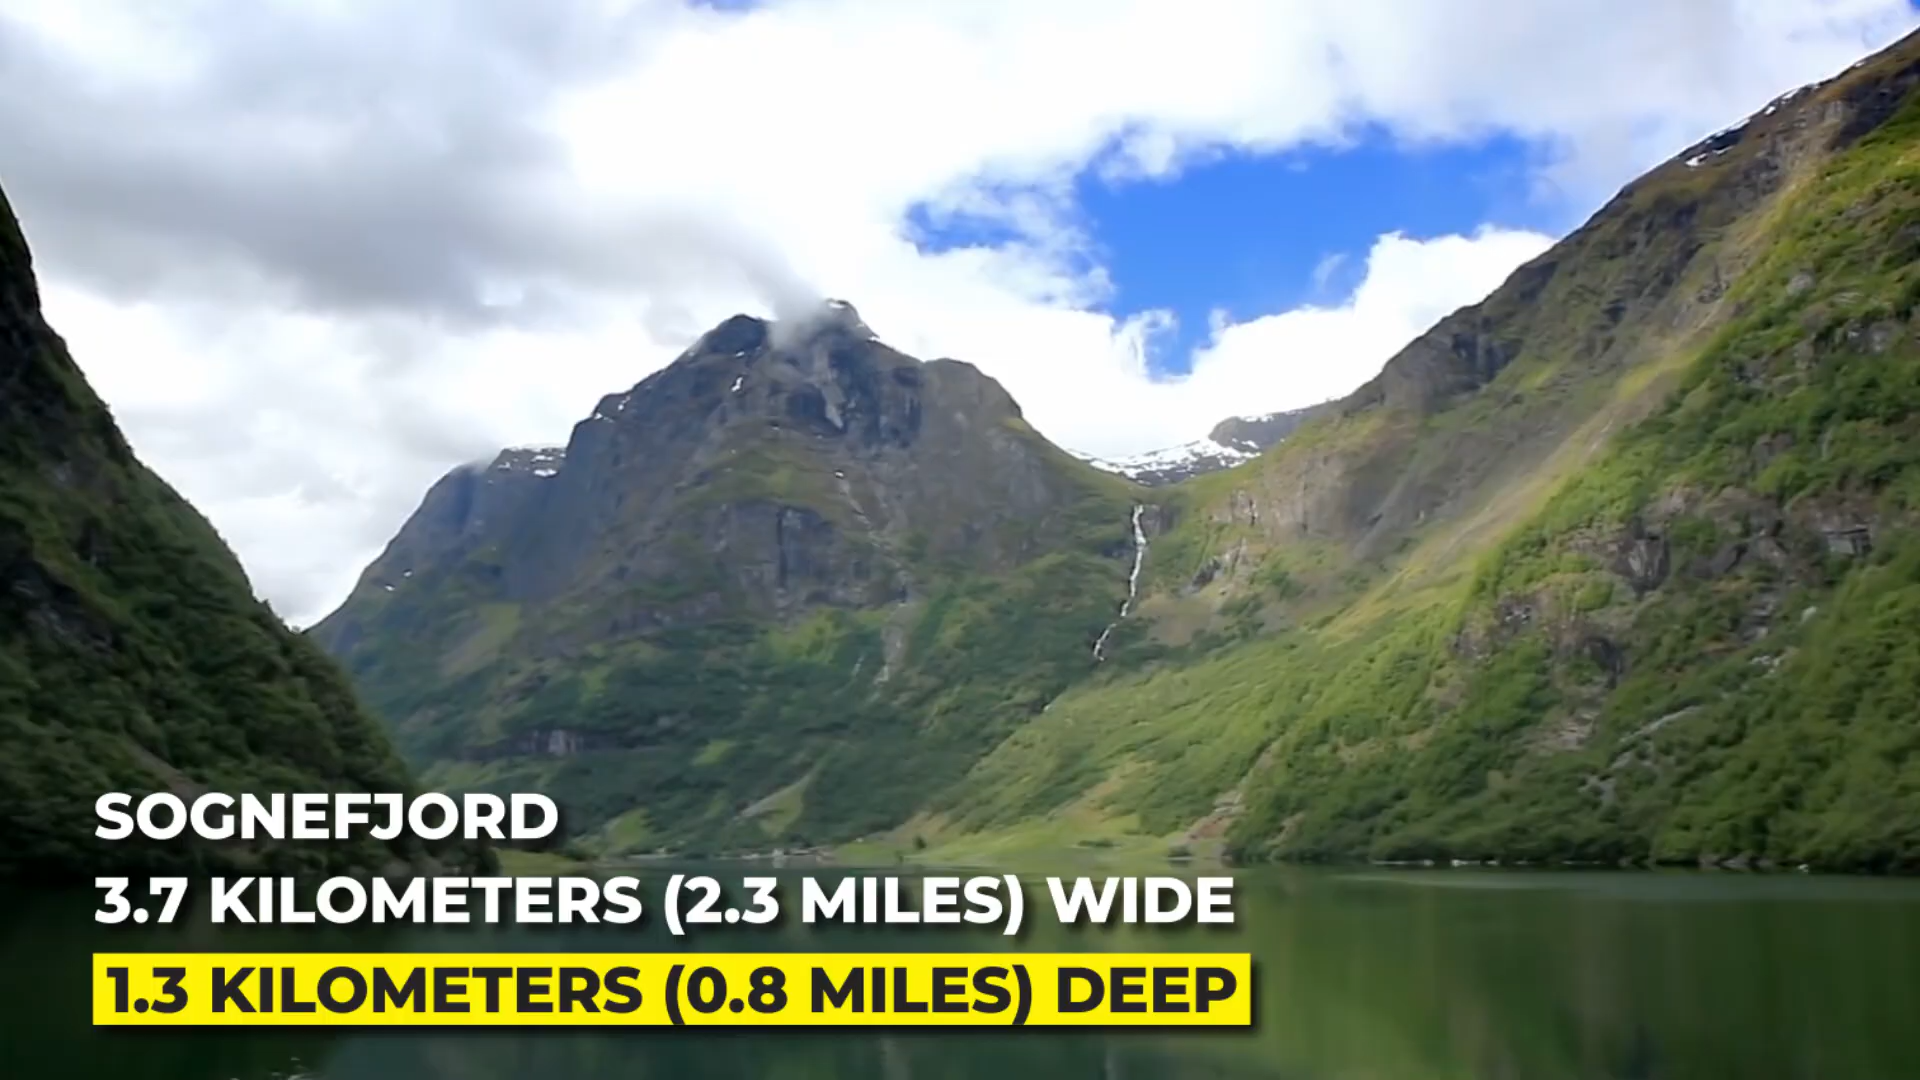 SOGNEFJORD
3.7 KILOMETERS (2.3 MILES) WIDE
1.3 KILOMETERS (0.8 MILES) DEEP